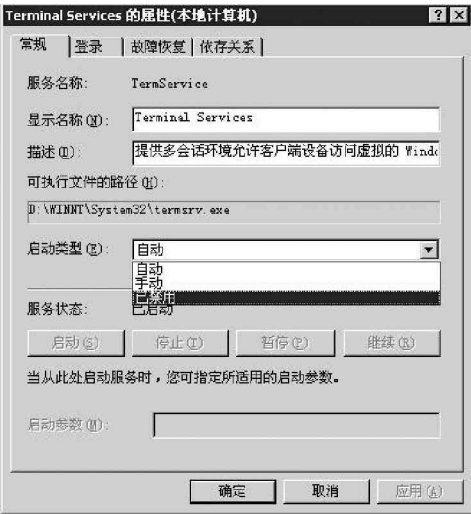 Terminal Services 的属性(本地计算机)
常规 登录 故障恢复 依存关系
服务名称: TermService
显示名称(N): Terminal Services
描述(D): 提供多会话环境允许客户端设备访问虚拟的 Windo
可执行文件的路径(H):
D:\WINNT\System32\termsrv.exe
启动类型(E): 自动
自动
手动
已禁用
服务状态: 已启动
启动(S) 停止(T) 暂停(P) 继续(R)
当从此处启动服务时，您可指定所适用的启动参数。
启动参数(M):
确定 取消 应用(A)